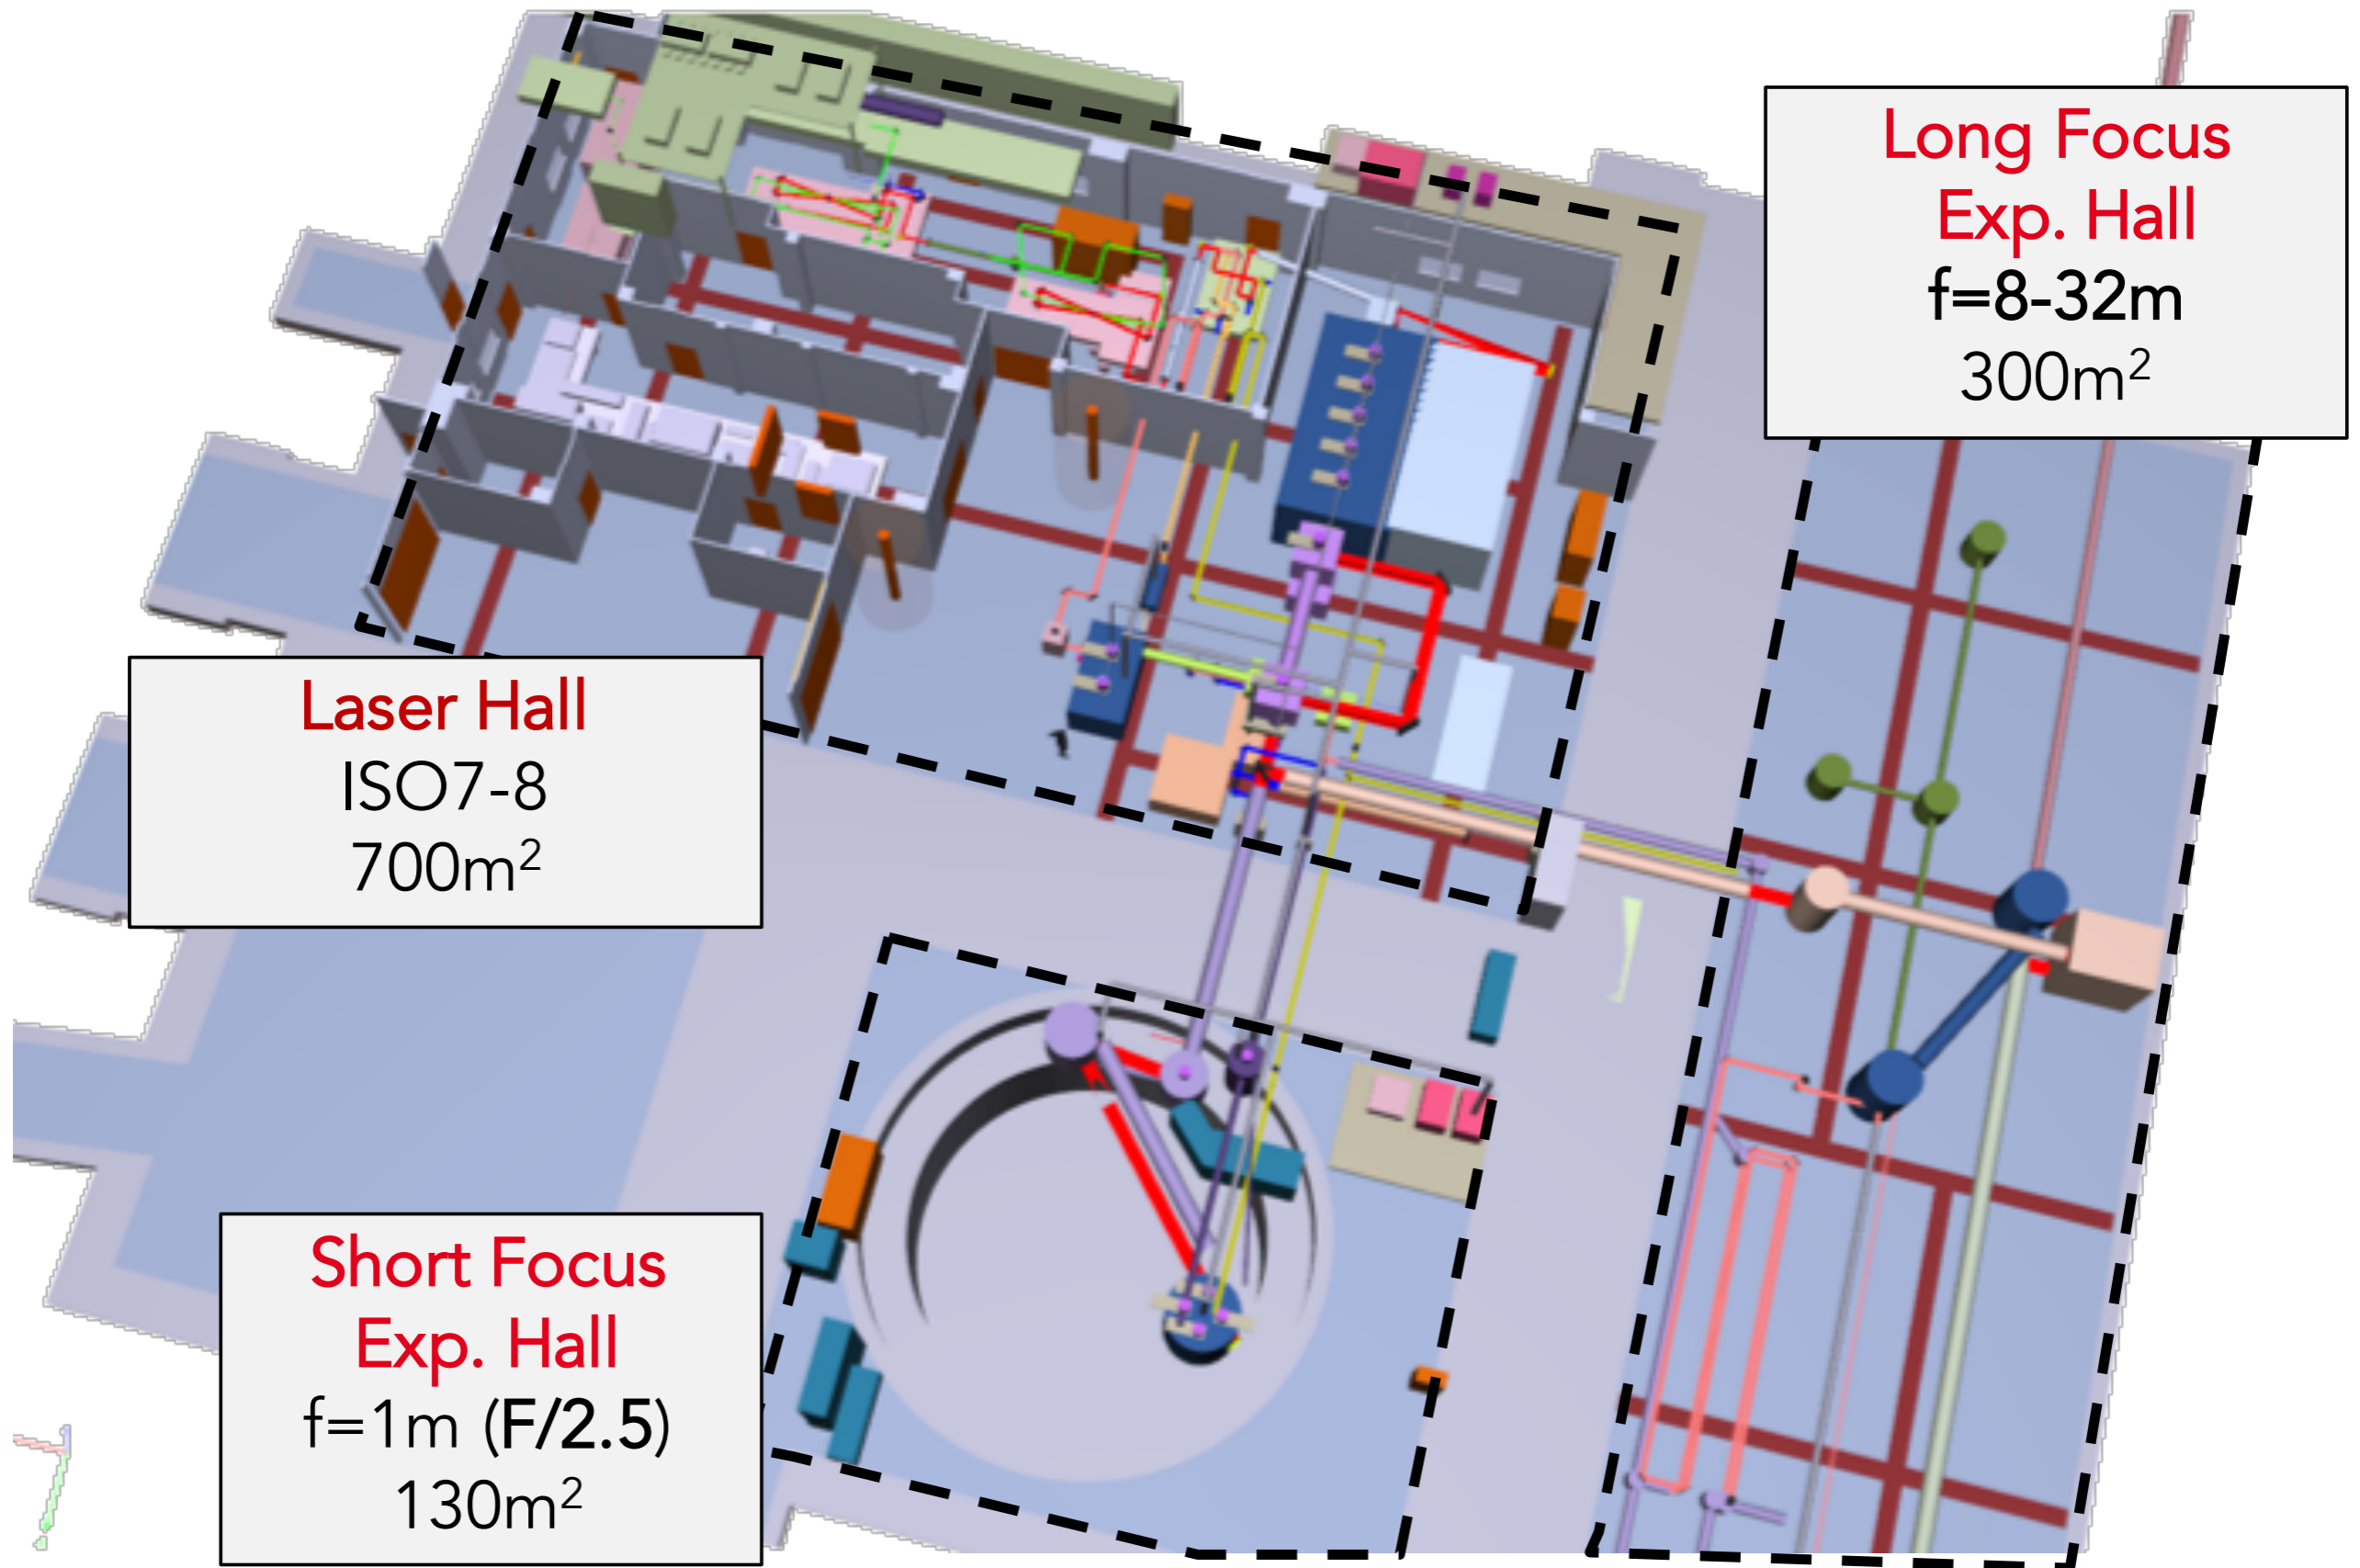 Long Focus
Exp. Hall
f=8-32m
300m²
Laser Hall
ISO7-8
700m²
Short Focus
Exp. Hall
f=1m (F/2.5)
130m²